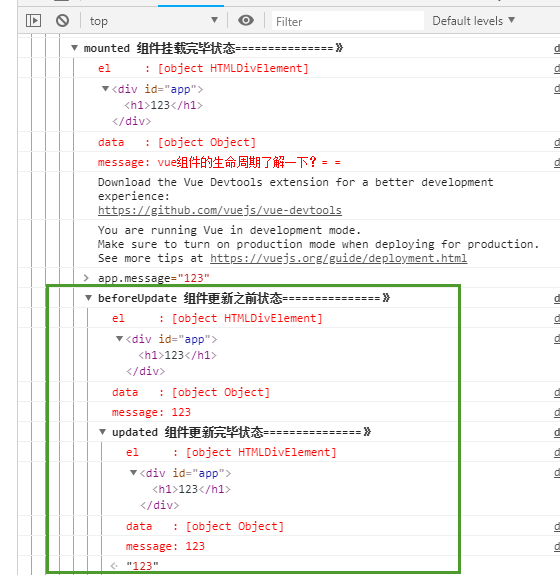 top
Filter
Default levels
mounted 组件挂载完毕状态===============》
el : [object HTMLDivElement]
<div id="app">
<h1>123</h1>
</div>
data : [object Object]
message: vue组件的生命周期了解一下？= =
Download the Vue Devtools extension for a better development
experience:
https://github.com/vuejs/vue-devtools
You are running Vue in development mode.
Make sure to turn on production mode when deploying for production.
See more tips at https://vuejs.org/guide/deployment.html
> app.message="123"
beforeUpdate 组件更新之前状态===============》
el : [object HTMLDivElement]
<div id="app">
<h1>123</h1>
</div>
data : [object Object]
message: 123
updated 组件更新完毕状态===============》
el : [object HTMLDivElement]
<div id="app">
<h1>123</h1>
</div>
data : [object Object]
message: 123
"123"